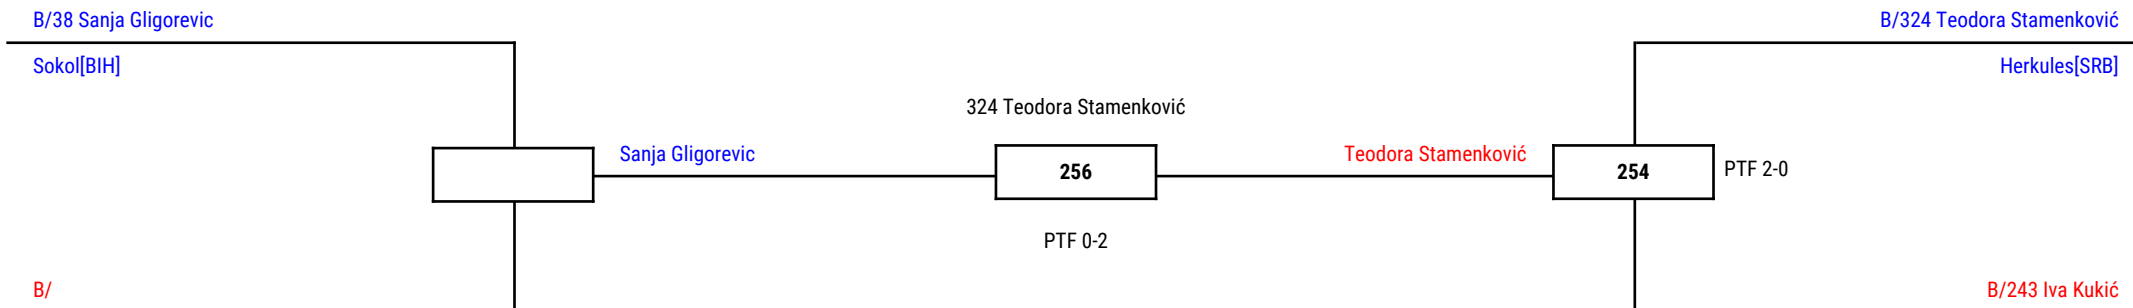 B/38 Sanja Gligorevic
B/324 Teodora Stamenković
Sokol[BIH]
Herkules[SRB]
324 Teodora Stamenković
Sanja Gligorevic
256
Teodora Stamenković
254
PTF 2-0
PTF 0-2
B/
B/243 Iva Kukić